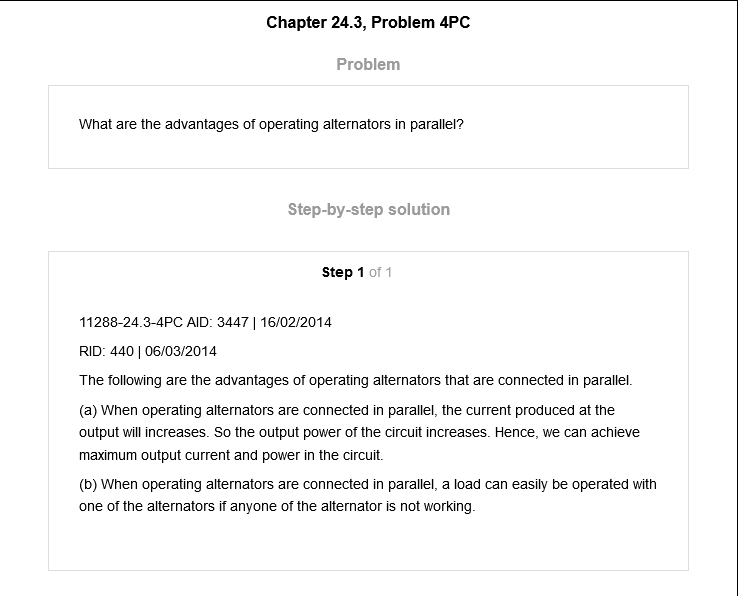 Chapter 24.3, Problem 4PC
Problem
What are the advantages of operating alternators in parallel?
Step-by-step solution
Step 1 of 1
11288-24.3-4PC AID: 3447 | 16/02/2014
RID: 440 | 06/03/2014
The following are the advantages of operating alternators that are connected in parallel.
(a) When operating alternators are connected in parallel, the current produced at the
output will increases. So the output power of the circuit increases. Hence, we can achieve
maximum output current and power in the circuit.
(b) When operating alternators are connected in parallel, a load can easily be operated with
one of the alternators if anyone of the alternator is not working.